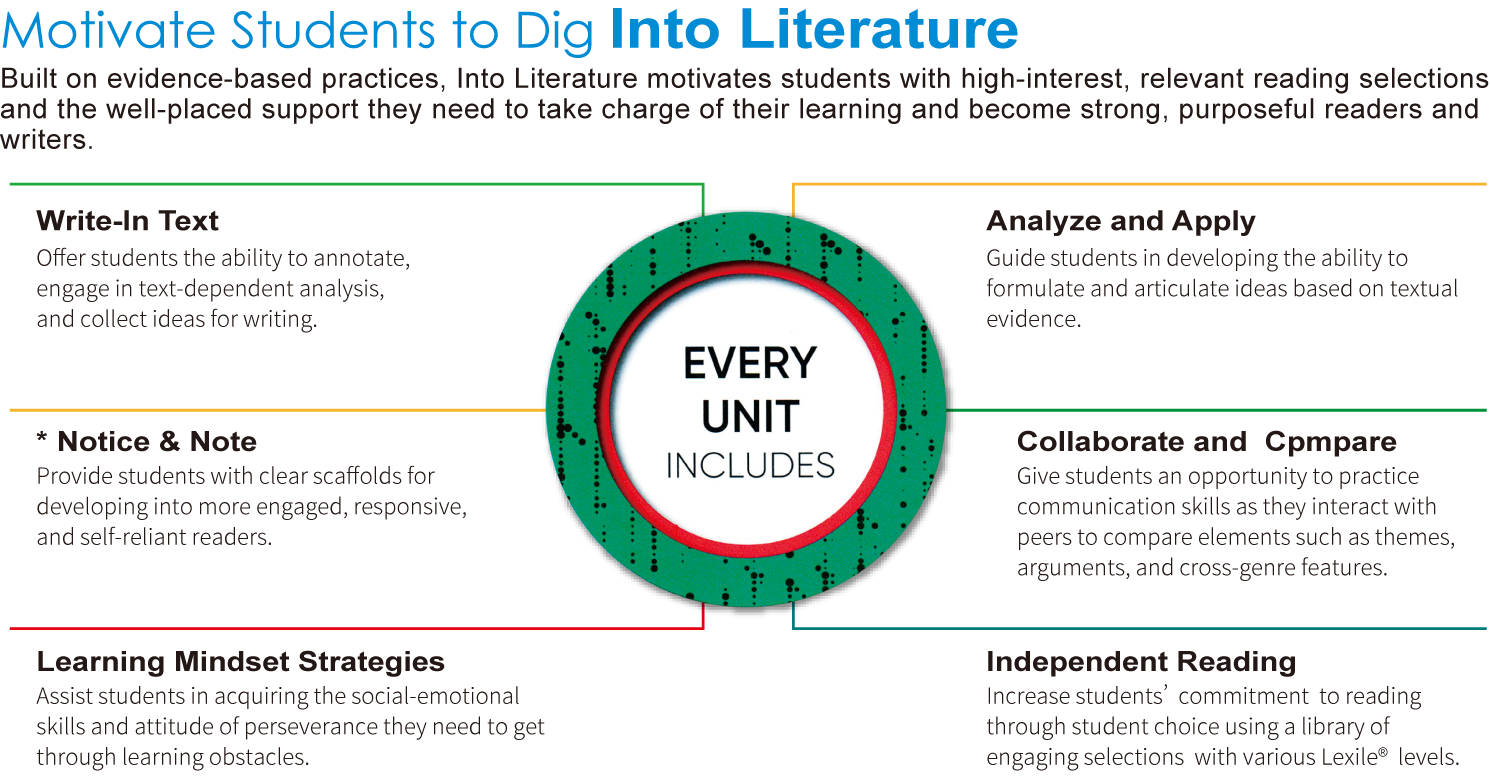 Motivate Students to Dig Into Literature
Built on evidence-based practices, Into Literature motivates students with high-interest, relevant reading selections
and the well-placed support they need to take charge of their learning and become strong, purposeful readers and
writers.
Write-In Text
Offer students the ability to annotate,
engage in text-dependent analysis,
and collect ideas for writing.
* Notice & Note
Provide students with clear scaffolds for
developing into more engaged, responsive,
and self-reliant readers.
Learning Mindset Strategies
Assist students in acquiring the social-emotional
skills and attitude of perseverance they need to get
through learning obstacles.
EVERY
UNIT
INCLUDES
Analyze and Apply
Guide students in developing the ability to
formulate and articulate ideas based on textual
evidence.
Collaborate and Cpmpare
Give students an opportunity to practice
communication skills as they interact with
peers to compare elements such as themes,
arguments, and cross-genre features.
Independent Reading
Increase students’ commitment to reading
through student choice using a library of
engaging selections with various Lexile® levels.